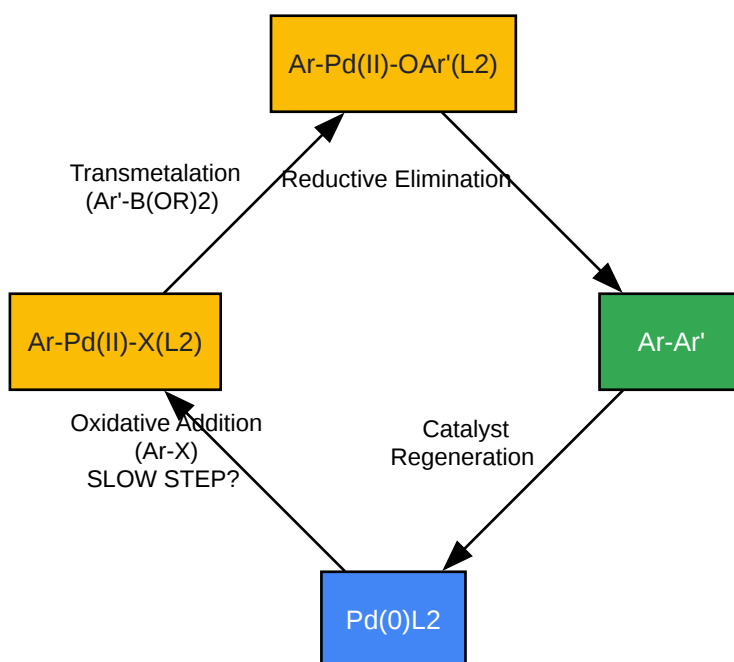 Ar-Pd(II)-OAr'(L2)
Transmetalation
(Ar'-B(OR)2)
Reductive Elimination
Ar-Pd(II)-X(L2)
Ar-Ar'
Oxidative Addition
(Ar-X)
SLOW STEP?
Catalyst
Regeneration
Pd(0)L2